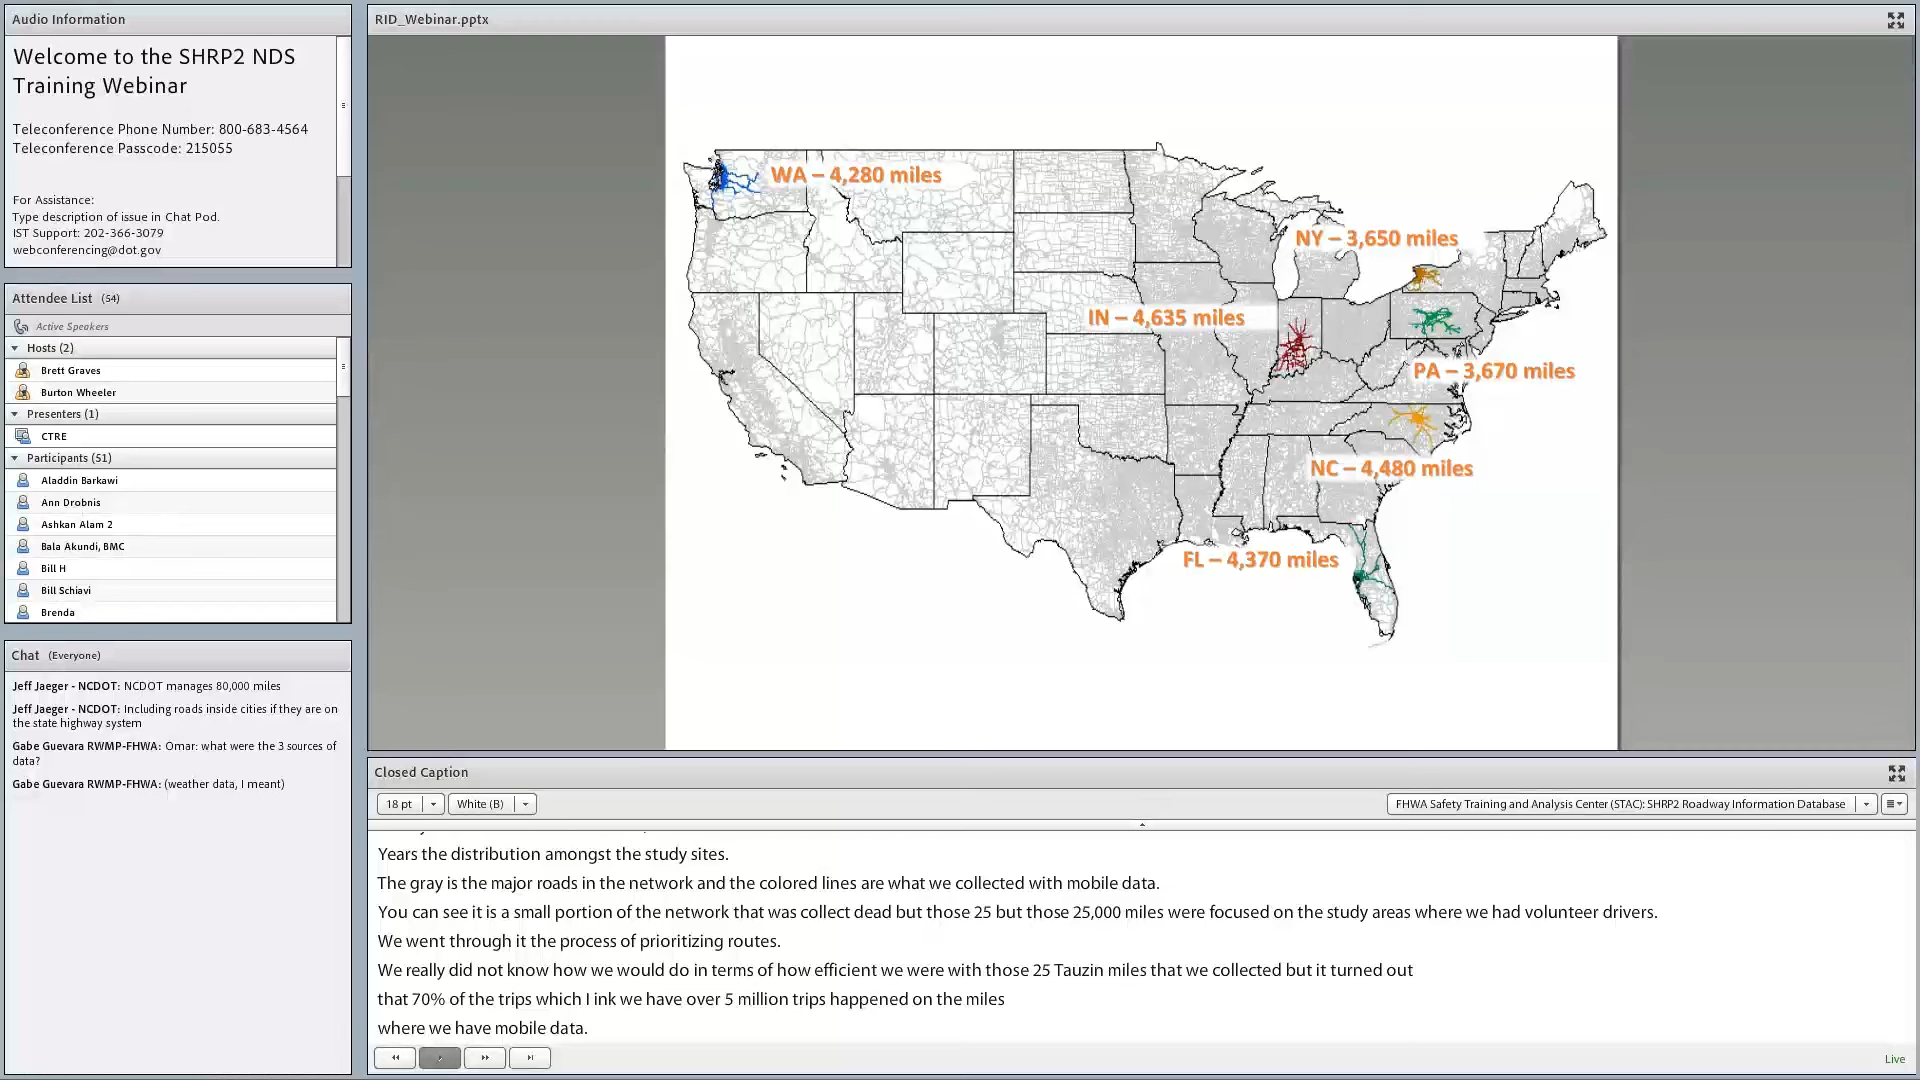 Audio Information
Welcome to the SHRP2 NDS
Training Webinar
Teleconference Phone Number: 800-683-4564
Teleconference Passcode: 215055
For Assistance:
Type description of issue in Chat Pod.
IST Support: 202-366-3079
webconferencing@dot.gov
Attendee List (54)
Active Speakers
Hosts (2)
Brett Graves
Burton Wheeler
Presenters (1)
CTRE
Participants (51)
Aladdin Barkawi
Ann Drobnis
Ashkan Alam 2
Bala Akundi, BMC
Bill H
Bill Schiavi
Brenda
Chat (Everyone)
Jeff Jaeger - NCDOT: NCDOT manages 80,000 miles
Jeff Jaeger - NCDOT: Including roads inside cities if they are on
the state highway system
Gabe Guevara RWMP-FHWA: Omar: what were the 3 sources of
data?
Gabe Guevara RWMP-FHWA: (weather data, I meant)
RID_Webinar.pptx
WA – 4,280 miles
NY – 3,650 miles
IN – 4,635 miles
PA – 3,670 miles
NC – 4,480 miles
FL – 4,370 miles
Closed Caption
18 pt
White (B)
FHWA Safety Training and Analysis Center (STAC): SHRP2 Roadway Information Database
Years the distribution amongst the study sites.
The gray is the major roads in the network and the colored lines are what we collected with mobile data.
You can see it is a small portion of the network that was collect dead but those 25 but those 25,000 miles were focused on the study areas where we had volunteer drivers.
We went through it the process of prioritizing routes.
We really did not know how we would do in terms of how efficient we were with those 25 Tauzin miles that we collected but it turned out
that 70% of the trips which I ink we have over 5 million trips happened on the miles
where we have mobile data.
Live